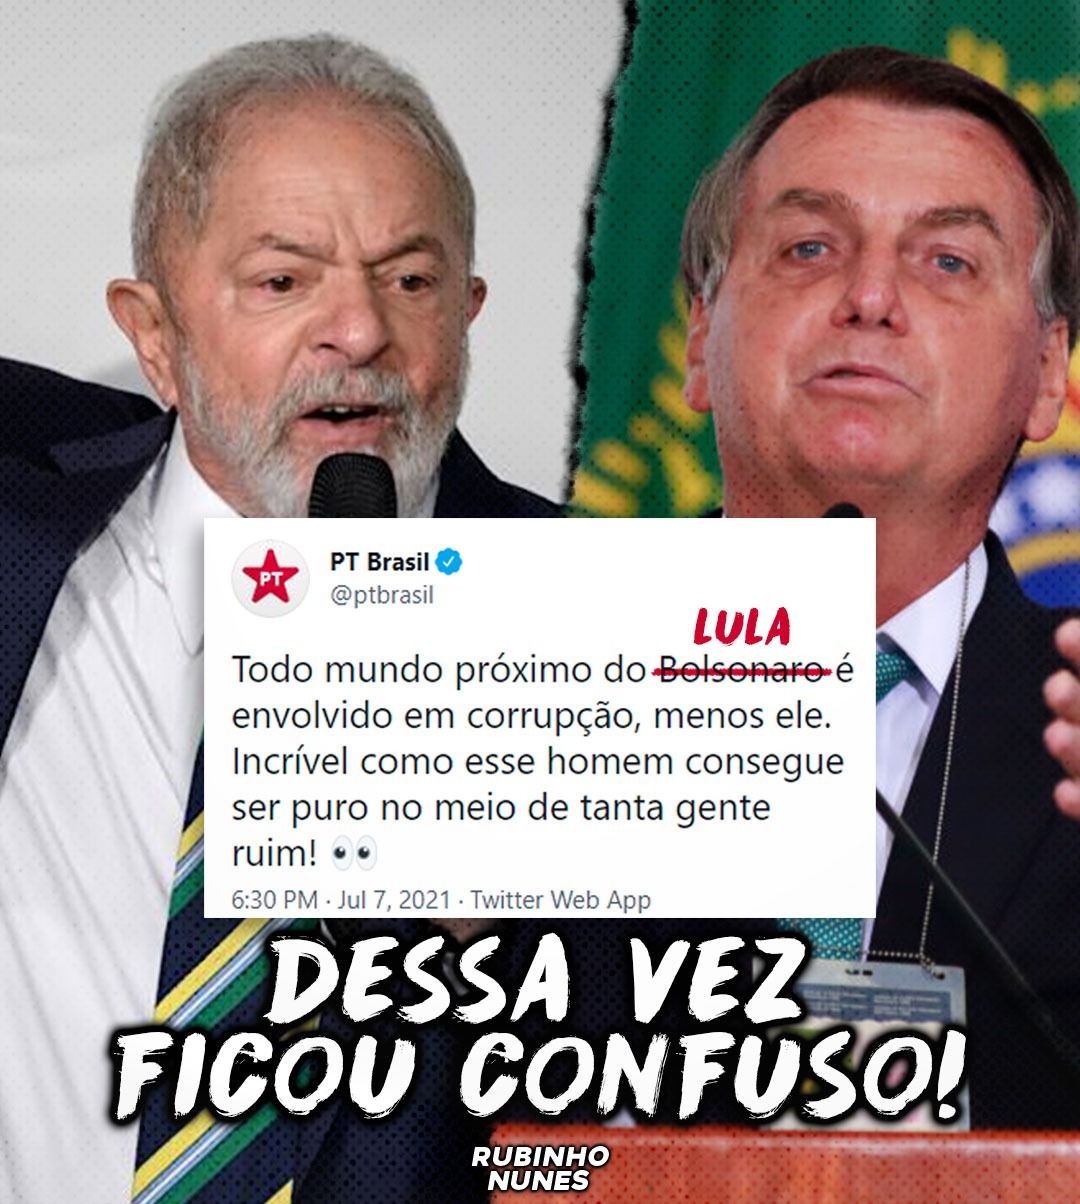 PT
PT Brasil
@ptbrasil
LULA
Todo mundo próximo do Bolsonaro é
envolvido em corrupção, menos ele.
Incrível como esse homem consegue
ser puro no meio de tanta gente
ruim! 👀
6:30 PM · Jul 7, 2021 · Twitter Web App
DESSA VEZ
FICOU CONFUSO!
RUBINHO
NUNES